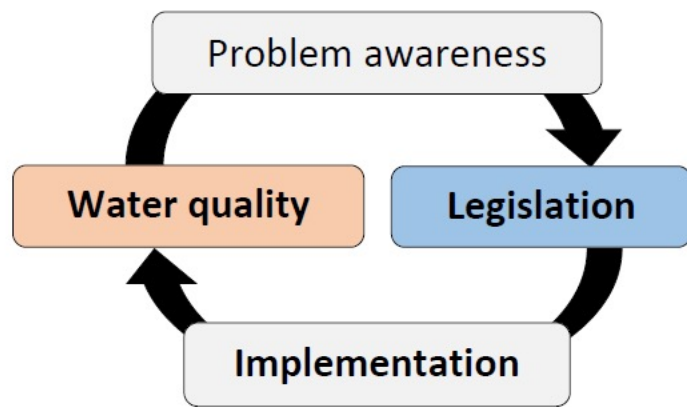 Problem awareness
Water quality
Legislation
Implementation